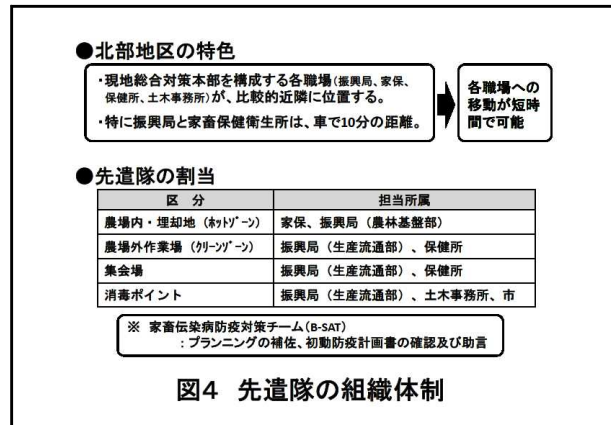 ●北部地区の特色
・現地総合対策本部を構成する各職場(振興局、家保、
保健所、土木事務所)が、比較的近隣に位置する。
・特に振興局と家畜保健衛生所は、車で10分の距離。
各職場への
移動が短時
間で可能
●先遣隊の割当
区 分 担当所属
農場内・埋却地(ホットゾーン) 家保、振興局(農林基盤部)
農場外作業場(クリーンゾーン) 振興局(生産流通部)、保健所
集会場 振興局(生産流通部)、保健所
消毒ポイント 振興局(生産流通部)、土木事務所、市
※ 家畜伝染病防疫対策チーム(B-SAT)
:プランニングの補佐、初動防疫計画書の確認及び助言
図4 先遣隊の組織体制